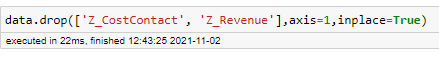 data.drop(['Z_CostContact', 'Z_Revenue'],axis=1,inplace=True)
executed in 22ms, finished 12:43:25 2021-11-02